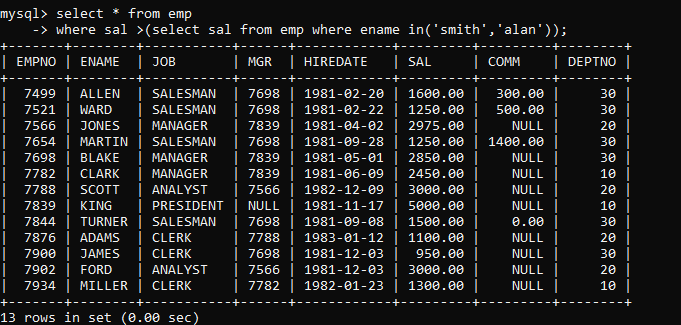 mysql> select * from emp
    -> where sal >(select sal from emp where ename in('smith','alan'));
+-------+--------+-----------+------+------------+---------+---------+--------+
| EMPNO | ENAME  | JOB       | MGR  | HIREDATE   | SAL     | COMM    | DEPTNO |
+-------+--------+-----------+------+------------+---------+---------+--------+
|  7499 | ALLEN  | SALESMAN  | 7698 | 1981-02-20 | 1600.00 |  300.00 |     30 |
|  7521 | WARD   | SALESMAN  | 7698 | 1981-02-22 | 1250.00 |  500.00 |     30 |
|  7566 | JONES  | MANAGER   | 7839 | 1981-04-02 | 2975.00 |    NULL |     20 |
|  7654 | MARTIN | SALESMAN  | 7698 | 1981-09-28 | 1250.00 | 1400.00 |     30 |
|  7698 | BLAKE  | MANAGER   | 7839 | 1981-05-01 | 2850.00 |    NULL |     30 |
|  7782 | CLARK  | MANAGER   | 7839 | 1981-06-09 | 2450.00 |    NULL |     10 |
|  7788 | SCOTT  | ANALYST   | 7566 | 1982-12-09 | 3000.00 |    NULL |     20 |
|  7839 | KING   | PRESIDENT | NULL | 1981-11-17 | 5000.00 |    NULL |     10 |
|  7844 | TURNER | SALESMAN  | 7698 | 1981-09-08 | 1500.00 |    0.00 |     30 |
|  7876 | ADAMS  | CLERK     | 7788 | 1983-01-12 | 1100.00 |    NULL |     20 |
|  7900 | JAMES  | CLERK     | 7698 | 1981-12-03 |  950.00 |    NULL |     30 |
|  7902 | FORD   | ANALYST   | 7566 | 1981-12-03 | 3000.00 |    NULL |     20 |
|  7934 | MILLER | CLERK     | 7782 | 1982-01-23 | 1300.00 |    NULL |     10 |
+-------+--------+-----------+------+------------+---------+---------+--------+
13 rows in set (0.00 sec)